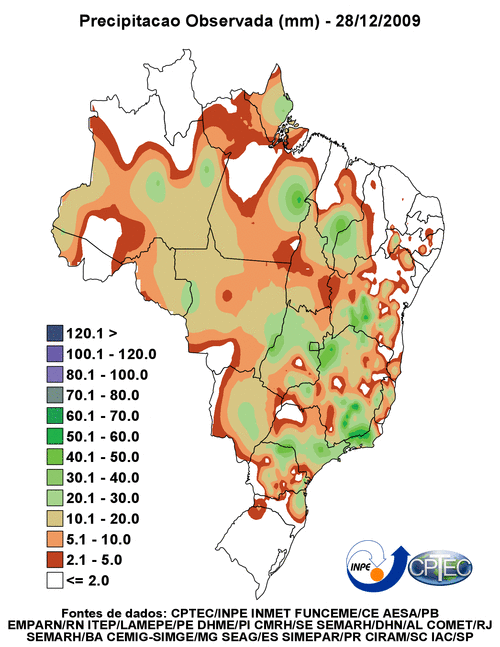 Precipitacao Observada (mm) - 28/12/2009
120.1 >
100.1 - 120.0
80.1 - 100.0
70.1 - 80.0
60.1 - 70.0
50.1 - 60.0
40.1 - 50.0
30.1 - 40.0
20.1 - 30.0
10.1 - 20.0
5.1 - 10.0
2.1 - 5.0
<= 2.0
INPE
CPTEC
Fontes de dados: CPTEC/INPE INMET FUNCEME/CE AESA/PB
EMPARN/RN ITEP/LAMEPE/PE DHME/PI CMRH/SE SEMARH/DHN/AL COMET/RJ
SEMARH/BA CEMIG-SIMGE/MG SEAG/ES SIMEPAR/PR CIRAM/SC IAC/SP